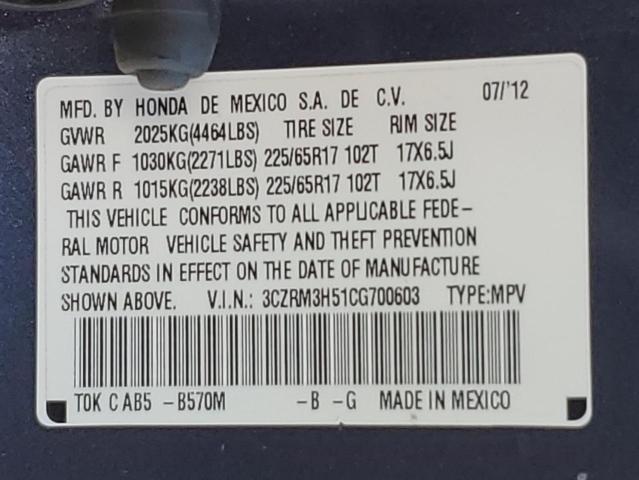 MFD. BY HONDA DE MEXICO S.A. DE C.V. 07/'12
GVWR 2025KG(4464LBS) TIRE SIZE RIM SIZE
GAWR F 1030KG(2271LBS) 225/65R17 102T 17X6.5J
GAWR R 1015KG(2238LBS) 225/65R17 102T 17X6.5J
THIS VEHICLE CONFORMS TO ALL APPLICABLE FEDE-
RAL MOTOR VEHICLE SAFETY AND THEFT PREVENTION
STANDARDS IN EFFECT ON THE DATE OF MANUFACTURE
SHOWN ABOVE. V.I.N.: 3CZRM3H51CG700603 TYPE:MPV
T0K C AB5 -B570M -B -G MADE IN MEXICO